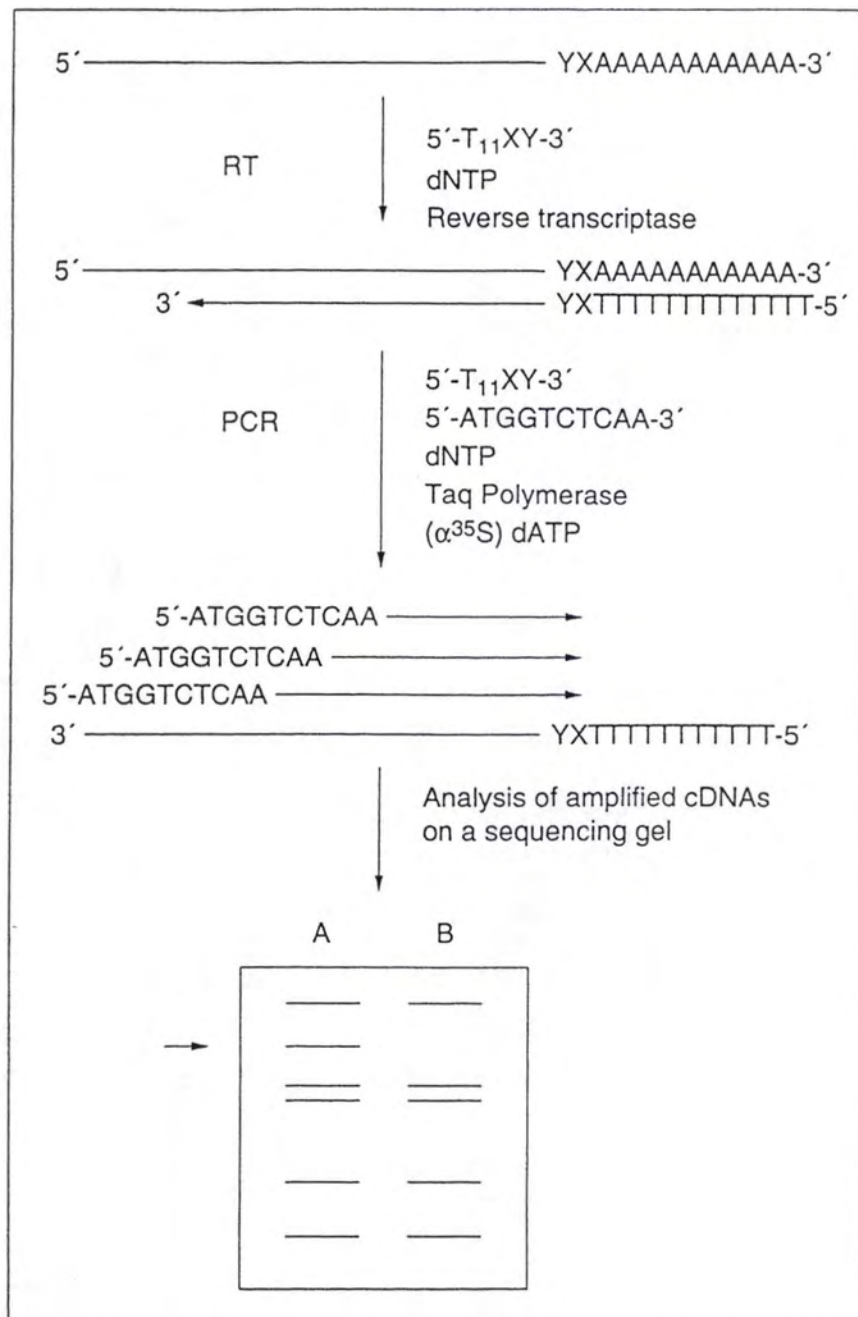 5´ YXAAAAAAAAAAA-3´
5´-T₁₁XY-3´
RT
dNTP
Reverse transcriptase
5´ YXAAAAAAAAAAA-3´
3´ YXTTTTTTTTTTTTT-5´
5´-T₁₁XY-3´
PCR
5´-ATGGTCTCAA-3´
dNTP
Taq Polymerase
(α³⁵S) dATP
5´-ATGGTCTCAA
5´-ATGGTCTCAA
5´-ATGGTCTCAA
3´ YXTTTTTTTTTTT-5´
Analysis of amplified cDNAs
on a sequencing gel
A B